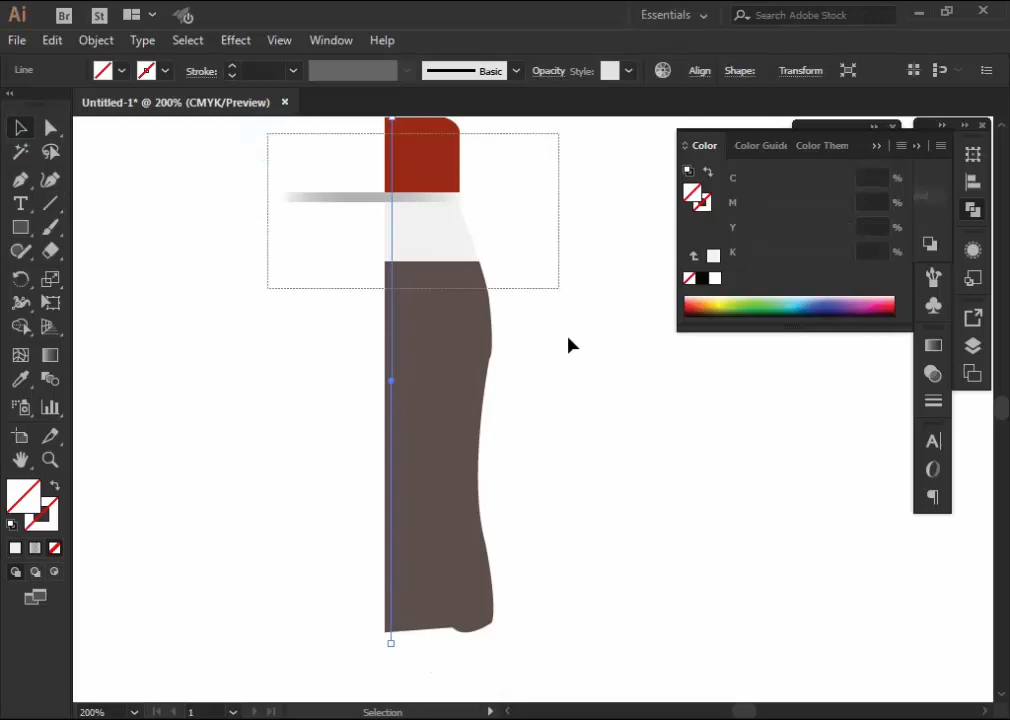 Ai Br St Essentials Search Adobe Stock
File Edit Object Type Select Effect View Window Help
Line Stroke: Basic Opacity Style: Align Shape: Transform
Untitled-1* @ 200% (CMYK/Preview)
Color Color Guide Color Them
C %
M %
Y %
K %
200% 1 Selection